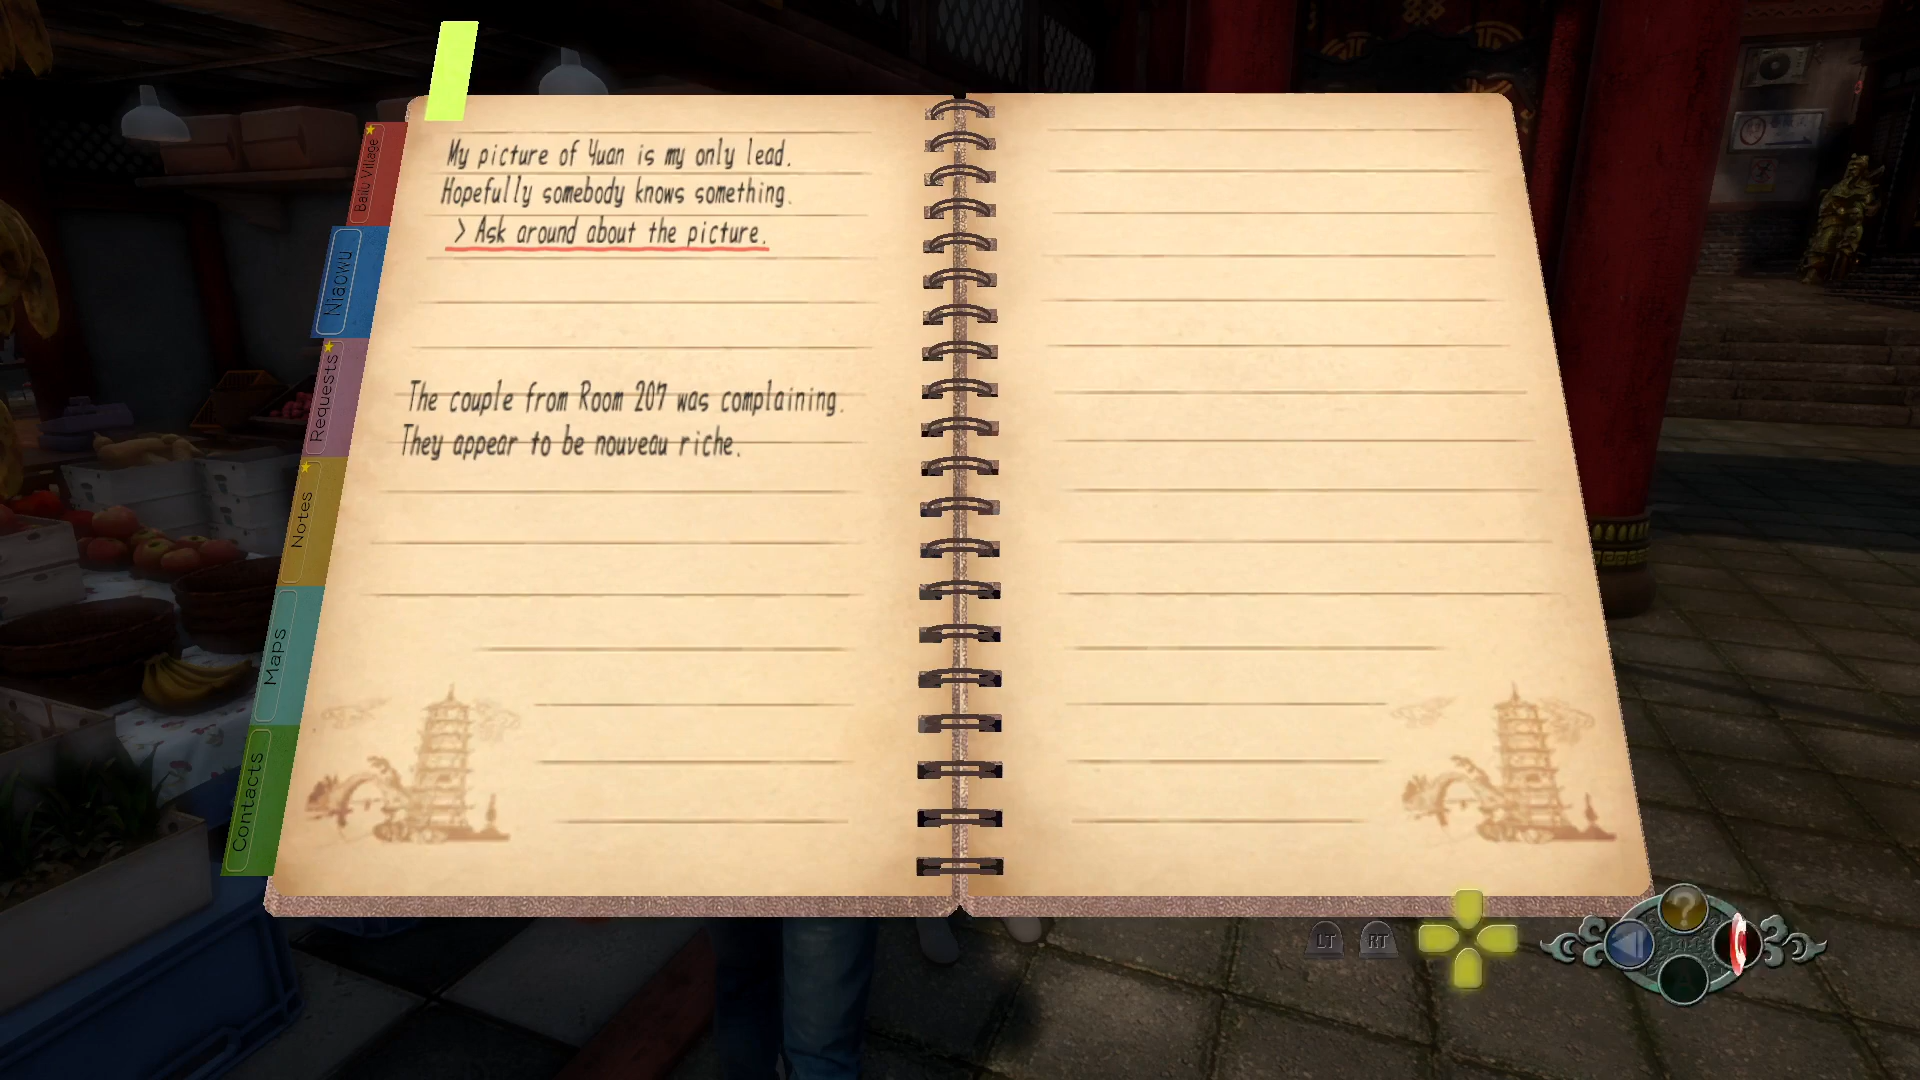 My picture of Yuan is my only lead.
Hopefully somebody knows something.
> Ask around about the picture.
The couple from Room 207 was complaining.
They appear to be nouveau riche.
Bailu Village
Niaowu
Requests
Notes
Maps
Contacts
LT RT
?